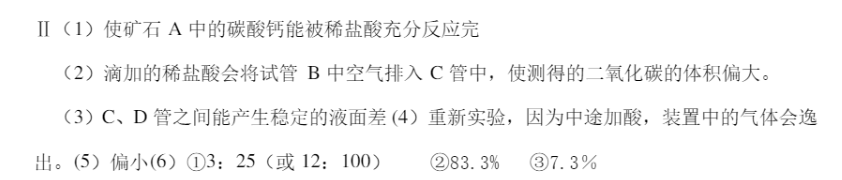 Ⅱ（1）使矿石 A 中的碳酸钙能被稀盐酸充分反应完
（2）滴加的稀盐酸会将试管 B 中空气排入 C 管中，使测得的二氧化碳的体积偏大。
（3）C、D 管之间能产生稳定的液面差 (4）重新实验，因为中途加酸，装置中的气体会逸
出。(5）偏小(6）①3：25（或 12：100） ②83.3% ③7.3％